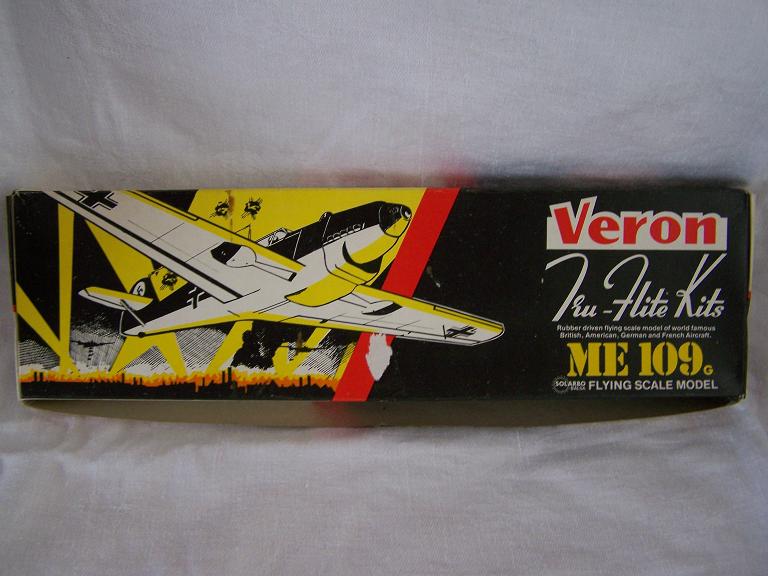 Veron
Tru-Flite Kits
Rubber driven flying scale model of world famous
British, American, German and French Aircraft.
ME 109 G
SOLARBO
BALSA
FLYING SCALE MODEL